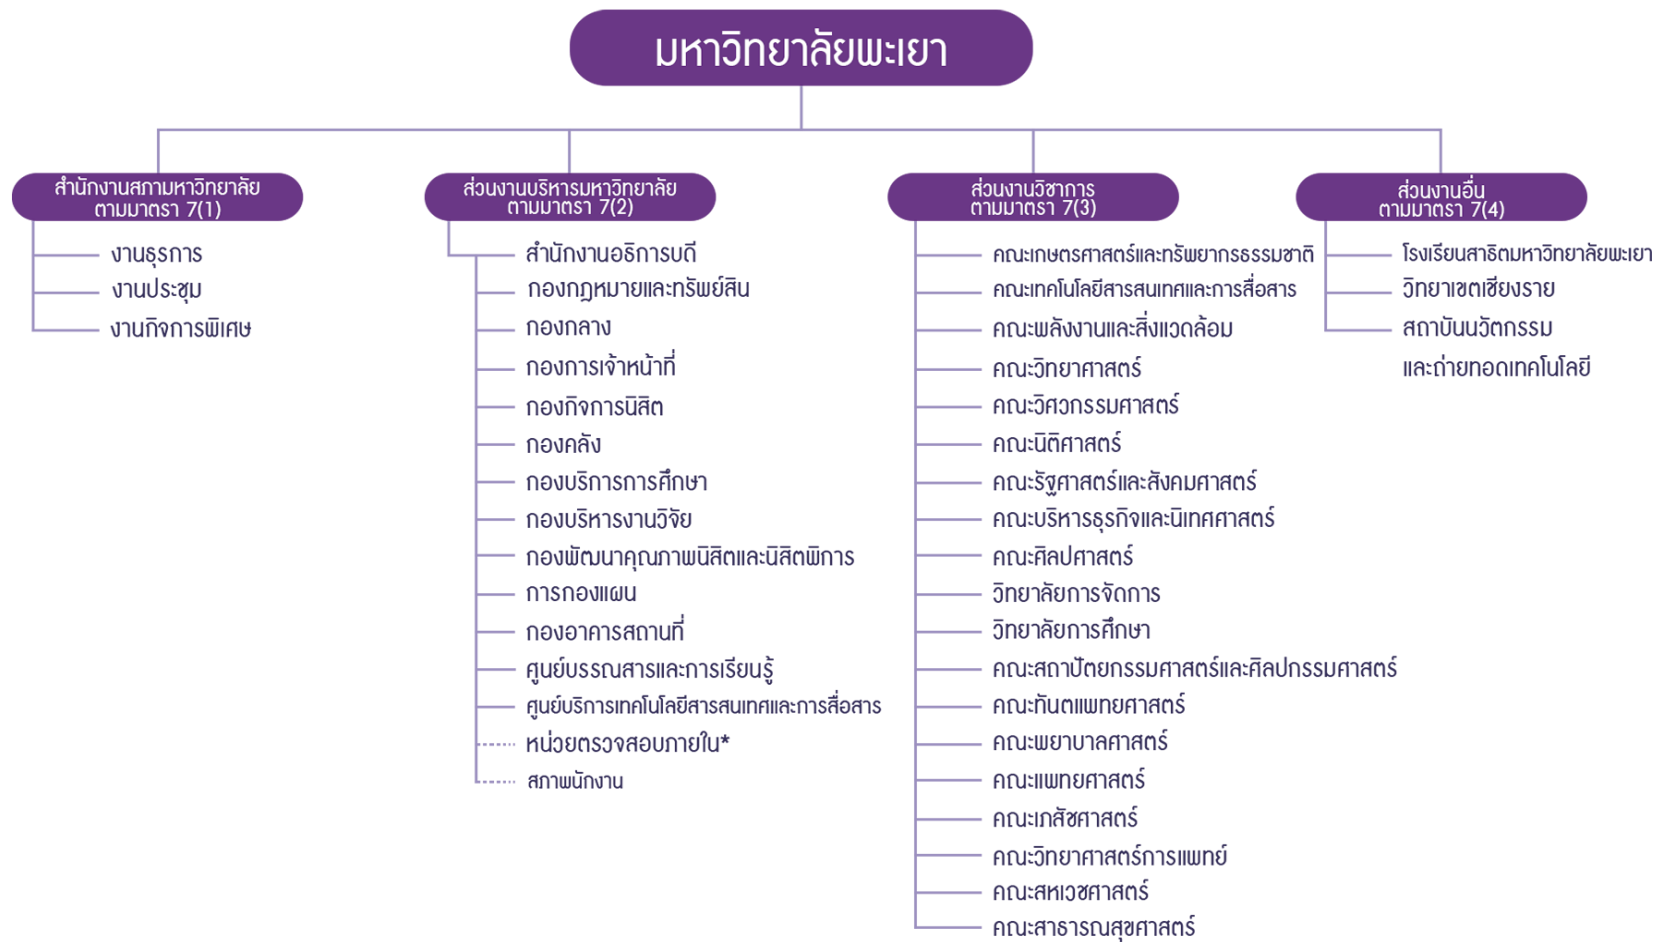 มหาวิทยาลัยพะเยา
สำนักงานสภามหาวิทยาลัย
ตามมาตรา 7(1)
งานธุรการ
งานประชุม
งานกิจการพิเศษ
ส่วนงานบริหารมหาวิทยาลัย
ตามมาตรา 7(2)
สำนักงานอธิการบดี
กองกฎหมายและทรัพย์สิน
กองกลาง
กองการเจ้าหน้าที่
กองกิจการนิสิต
กองคลัง
กองบริการการศึกษา
กองบริหารงานวิจัย
กองพัฒนาคุณภาพนิสิตและนิสิตพิการ
การกองแผน
กองอาคารสถานที่
ศูนย์บรรณสารและการเรียนรู้
ศูนย์บริการเทคโนโลยีสารสนเทศและการสื่อสาร
หน่วยตรวจสอบภายใน*
สภาพนักงาน
ส่วนงานวิชาการ
ตามมาตรา 7(3)
คณะเกษตรศาสตร์และทรัพยากรธรรมชาติ
คณะเทคโนโลยีสารสนเทศและการสื่อสาร
คณะพลังงานและสิ่งแวดล้อม
คณะวิทยาศาสตร์
คณะวิศวกรรมศาสตร์
คณะนิติศาสตร์
คณะรัฐศาสตร์และสังคมศาสตร์
คณะบริหารธุรกิจและนิเทศศาสตร์
คณะศิลปศาสตร์
วิทยาลัยการจัดการ
วิทยาลัยการศึกษา
คณะสถาปัตยกรรมศาสตร์และศิลปกรรมศาสตร์
คณะทันตแพทยศาสตร์
คณะพยาบาลศาสตร์
คณะแพทยศาสตร์
คณะเภสัชศาสตร์
คณะวิทยาศาสตร์การแพทย์
คณะสหเวชศาสตร์
คณะสาธารณสุขศาสตร์
ส่วนงานอื่น
ตามมาตรา 7(4)
โรงเรียนสาธิตมหาวิทยาลัยพะเยา
วิทยาเขตเชียงราย
สถาบันนวัตกรรม
และถ่ายทอดเทคโนโลยี